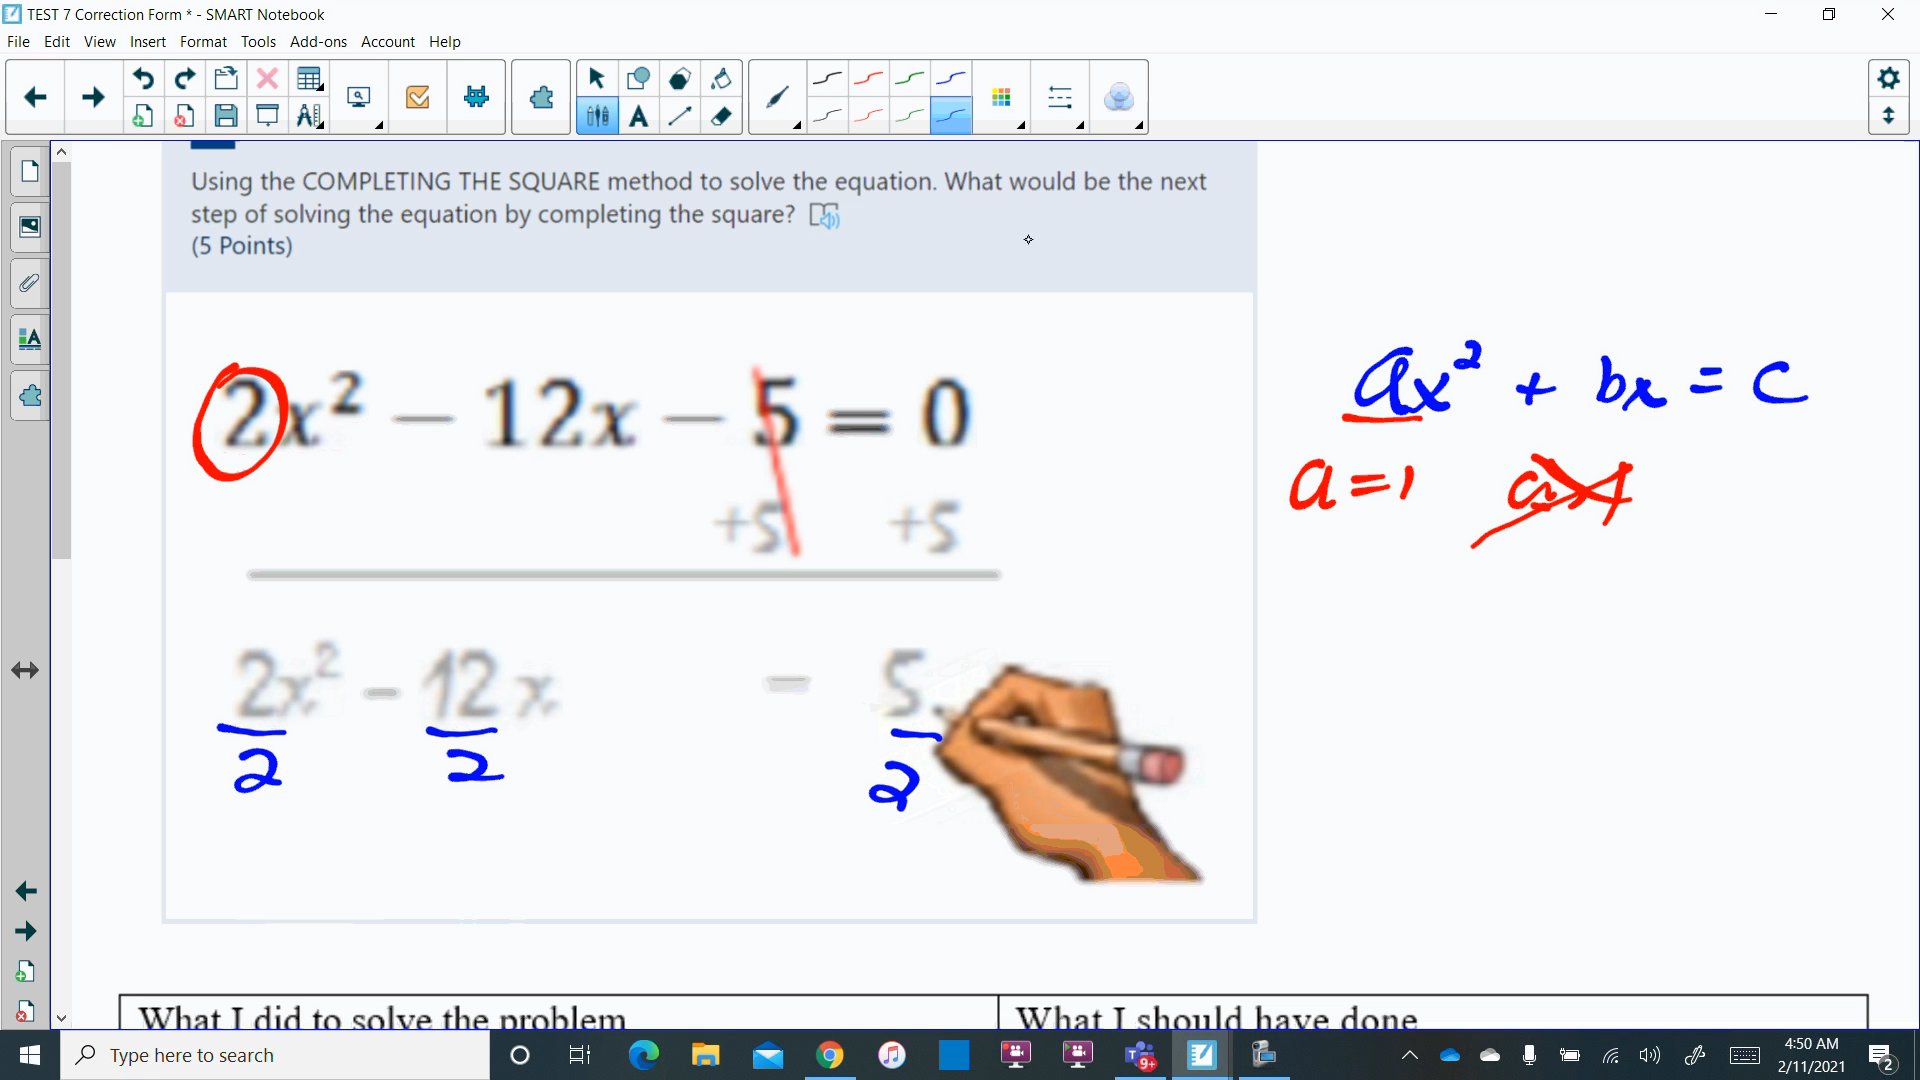 TEST 7 Correction Form * - SMART Notebook
File Edit View Insert Format Tools Add-ons Account Help
Using the COMPLETING THE SQUARE method to solve the equation. What would be the next
step of solving the equation by completing the square?
(5 Points)
2x² − 12x − 5 = 0
+5 +5
2x² − 12x = 5
2 2 2
ax² + bx = c
a = 1 a≠1
What I did to solve the problem
What I should have done
Type here to search
9+
4:50 AM
2/11/2021
2